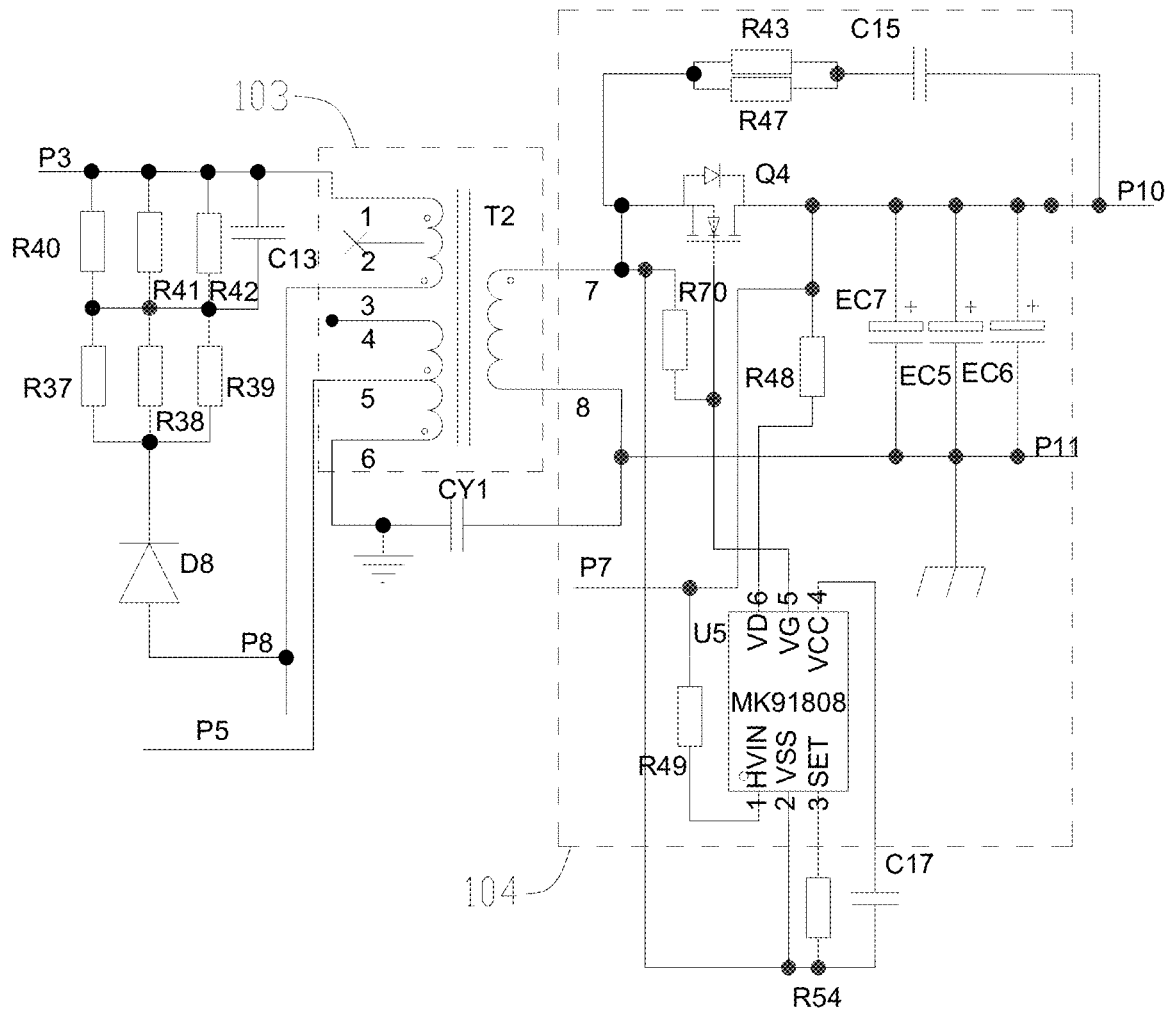 R43 C15
103
R47
P3
Q4
P10
1
T2
R40
C13
2
R41 R42
3
7
R70
EC7
+ + +
4
R37
R39
R48
EC5 EC6
5
8
R38
6
P11
CY1
D8
P7
VD 6
VG 5
VCC 4
U5
P8
MK91808
P5
R49
HVIN 1
VSS 2
SET 3
C17
104
R54